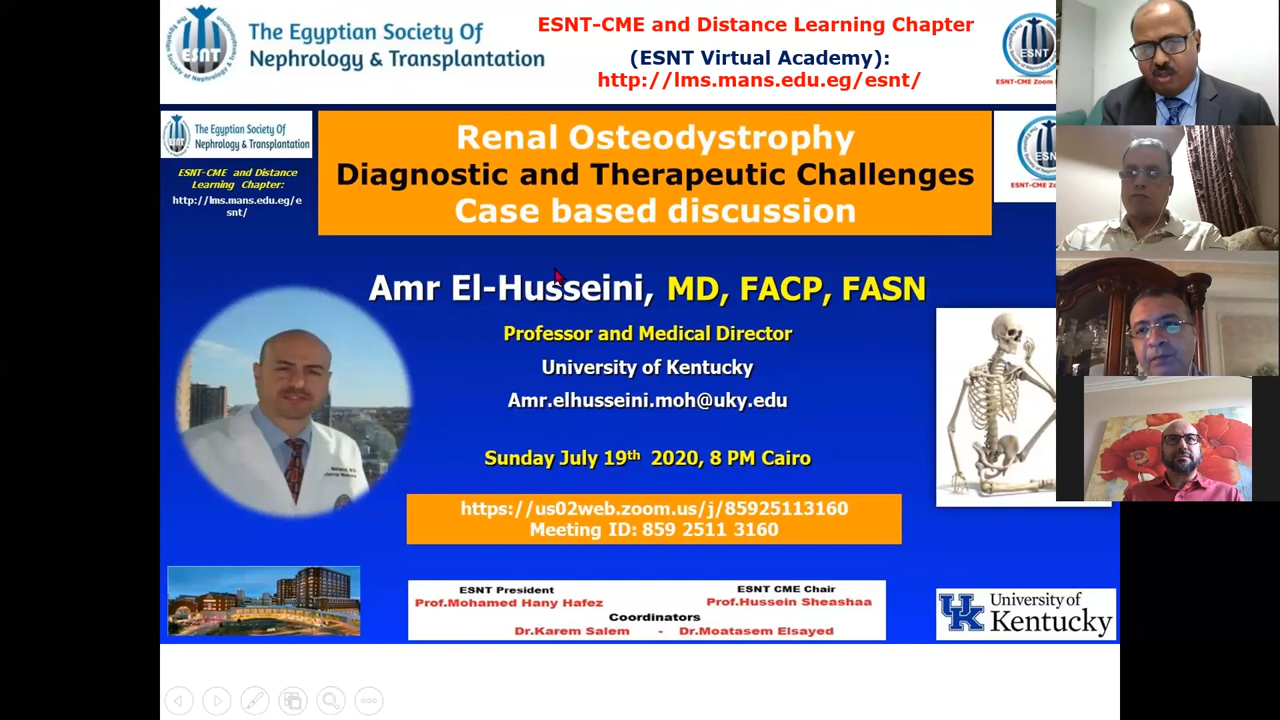 The Egyptian Society Of
Nephrology & Transplantation
ESNT
ESNT-CME and Distance Learning Chapter
(ESNT Virtual Academy):
http://lms.mans.edu.eg/esnt/
ESNT
The Egyptian Society Of
Nephrology & Transplantation
ESNT-CME and Distance
Learning Chapter:
http://lms.mans.edu.eg/e
snt/
Renal Osteodystrophy
Diagnostic and Therapeutic Challenges
Case based discussion
Amr El-Husseini, MD, FACP, FASN
Professor and Medical Director
University of Kentucky
Amr.elhusseini.moh@uky.edu
Sunday July 19th 2020, 8 PM Cairo
https://us02web.zoom.us/j/85925113160
Meeting ID: 859 2511 3160
ESNT President
Prof.Mohamed Hany Hafez
ESNT CME Chair
Prof.Hussein Sheashaa
Coordinators
Dr.Karem Salem - Dr.Moatasem Elsayed
UK University of
Kentucky